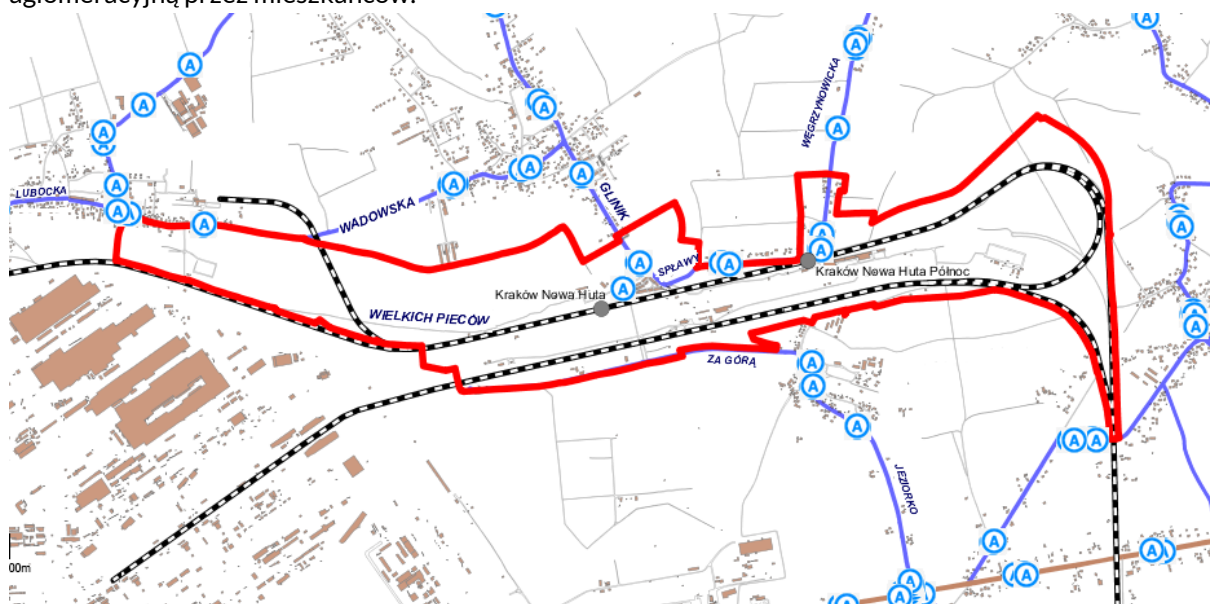 aglomeracyjną przez mieszkańców.
A
A
A
A
A
A
A
A
A
A
A
A
A
WĘGRZYNOWICKA
LUBOCKA
WADOWSKA
GLINIK
SPŁAWY
Kraków Nowa Huta Północ
Kraków Nowa Huta
WIELKICH PIECÓW
ZA GÓRĄ
A
A
A
A
A
A
A
A
A
JEZIORKO
A
A
A
A
A
00m